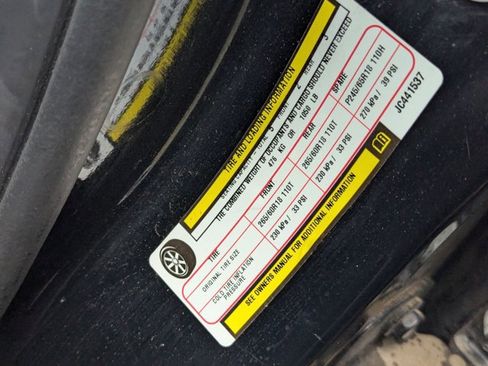 TIRE AND LOADING INFORMATION
SEATING CAPACITY TOTAL 5 FRONT 2 REAR 3
THE COMBINED WEIGHT OF OCCUPANTS AND CARGO SHOULD NEVER EXCEED
476 KG OR 1050 LB
TIRE FRONT REAR SPARE
ORIGINAL TIRE SIZE 265/60R18 110T 265/60R18 110T P245/65R18 110H
COLD TIRE INFLATION PRESSURE 230 kPa / 33 PSI 230 kPa / 33 PSI 270 kPa / 39 PSI
SEE OWNERS MANUAL FOR ADDITIONAL INFORMATION
JC441537